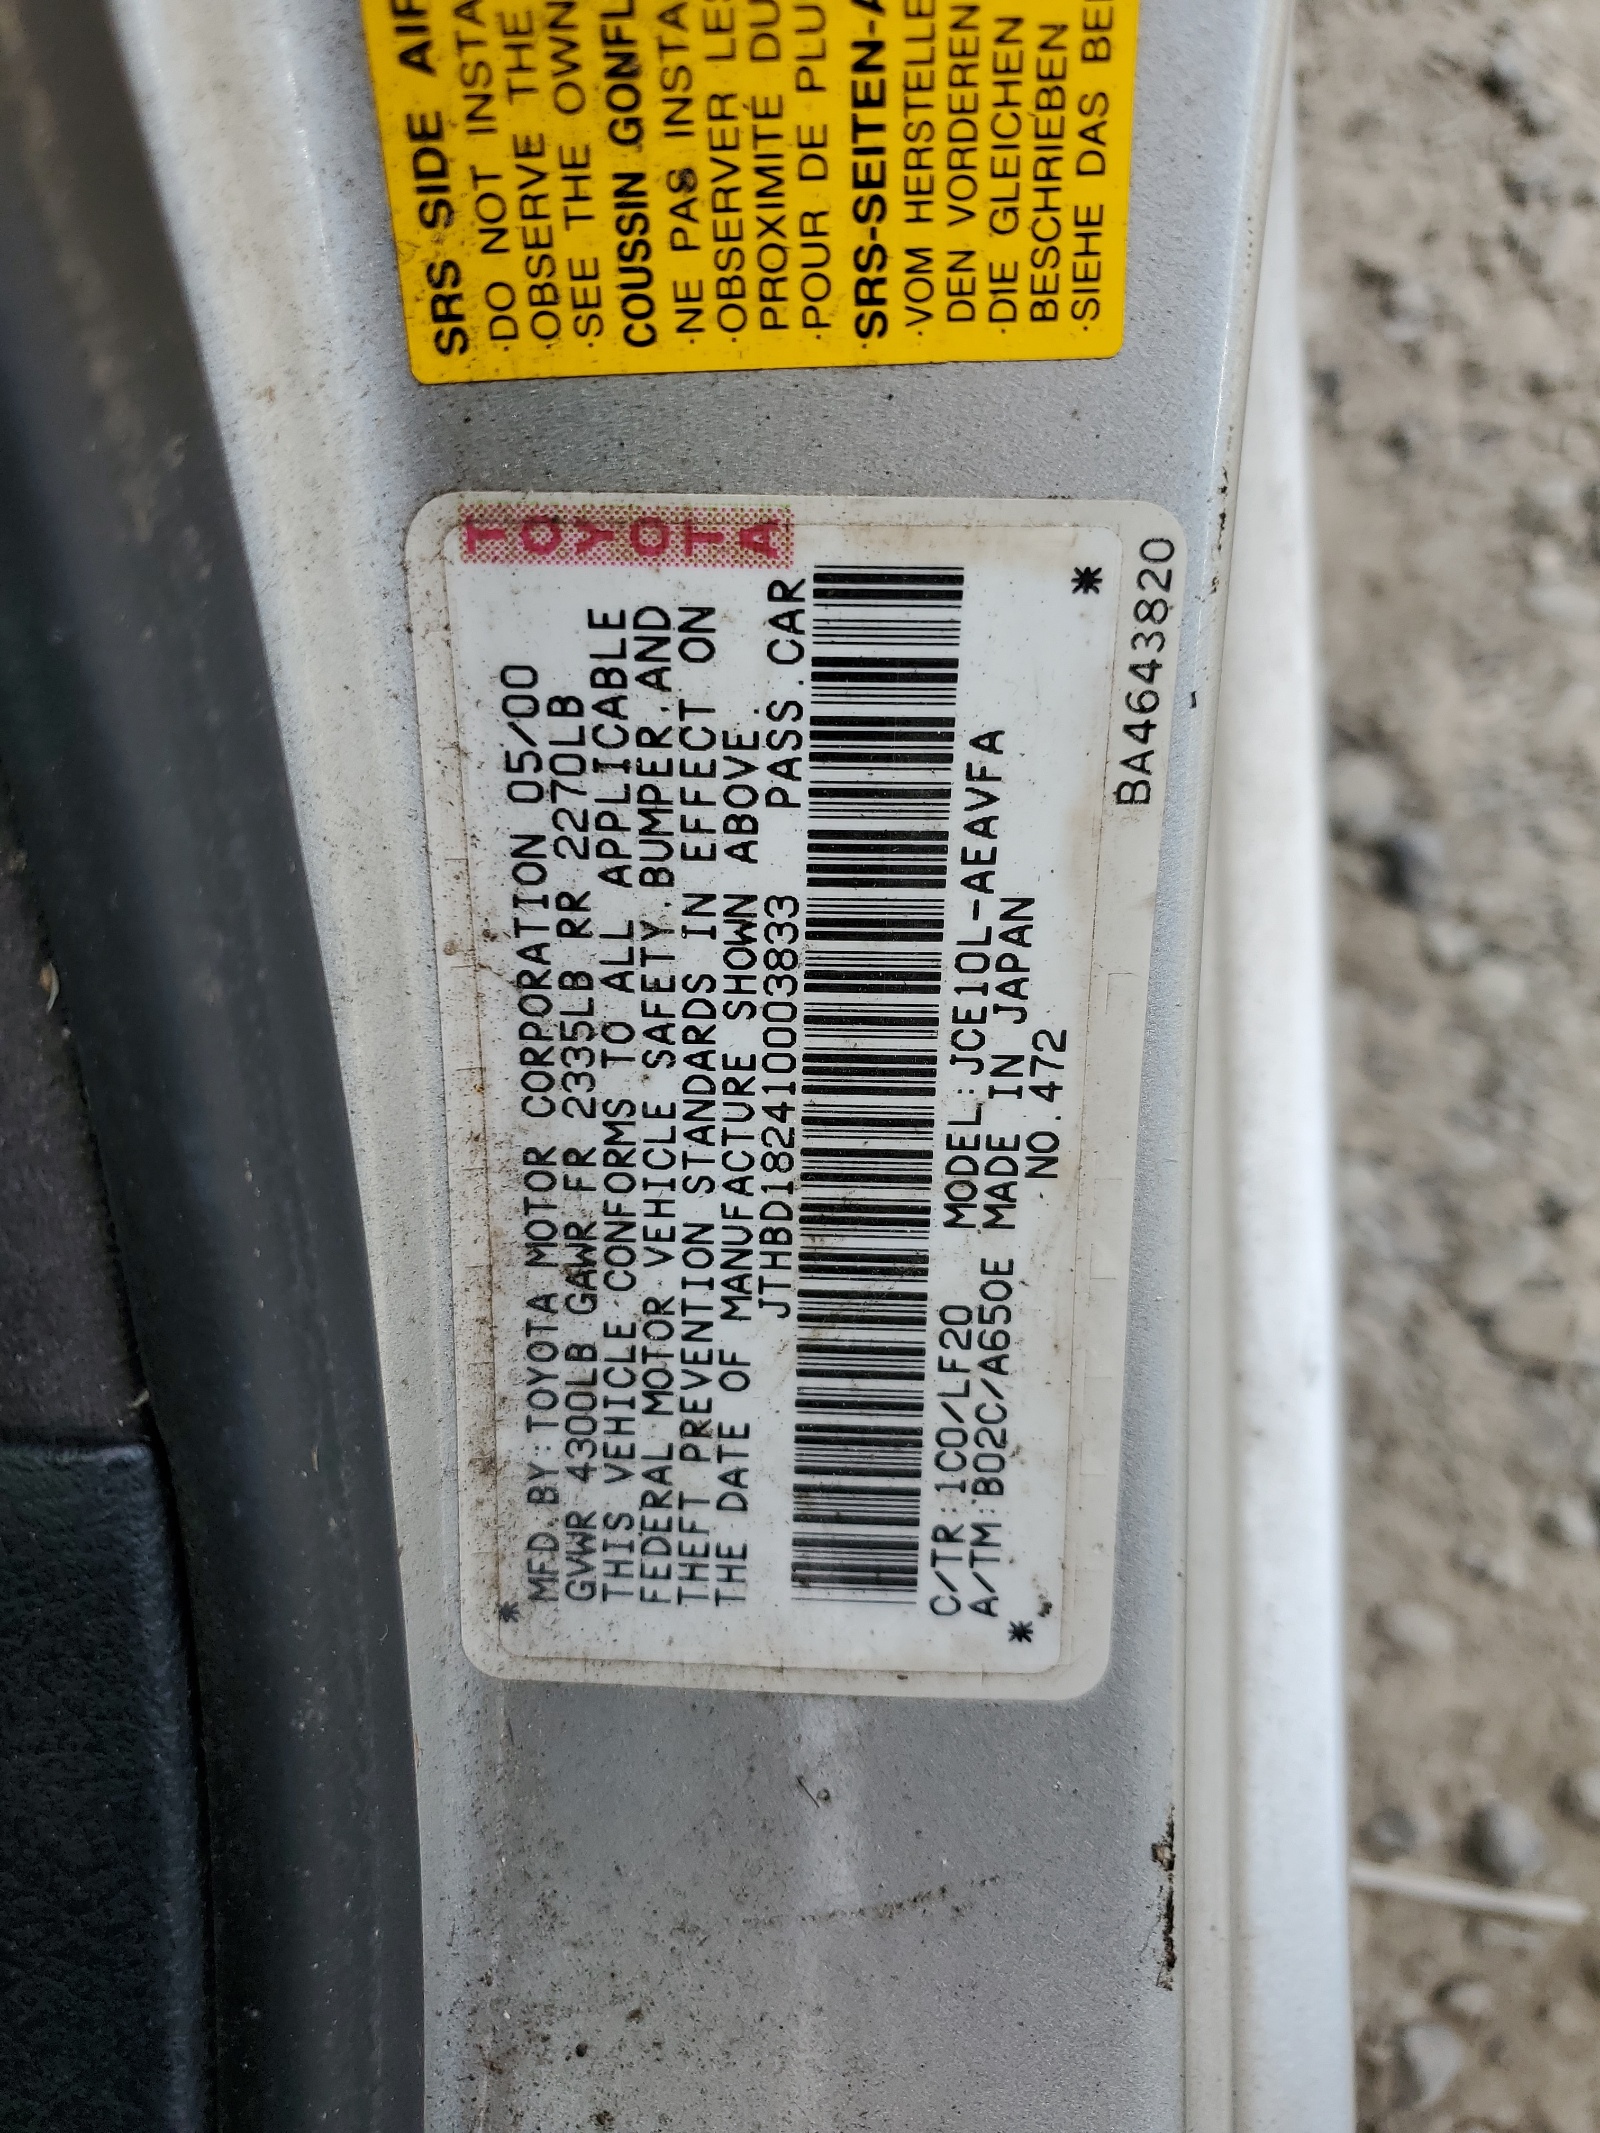 SRS SIDE AIR
·DO NOT INSTA
·OBSERVE THE
·SEE THE OWN
COUSSIN GONFL
·NE PAS INSTA
·OBSERVER LES
PROXIMITÉ DU
·POUR DE PLU
·SRS-SEITEN-A
·VOM HERSTELLE
DEN VORDEREN
·DIE GLEICHEN
BESCHRIEBEN
·SIEHE DAS BE
TOYOTA
*
MFD.BY:TOYOTA MOTOR CORPORATION 05/00
GVWR 4300LB GAWR FR 2335LB RR 2270LB
THIS VEHICLE CONFORMS TO ALL APPLICABLE
FEDERAL MOTOR VEHICLE SAFETY.BUMPER.AND
THEFT PREVENTION STANDARDS IN EFFECT ON
THE DATE OF MANUFACTURE SHOWN ABOVE.
JTHBD182410003833 PASS.CAR
C/TR:1C0/LF20 MODEL:JCE10L-AEAVFA
A/TM:B02C/A650E MADE IN JAPAN
NO.472
* *
BA4643820